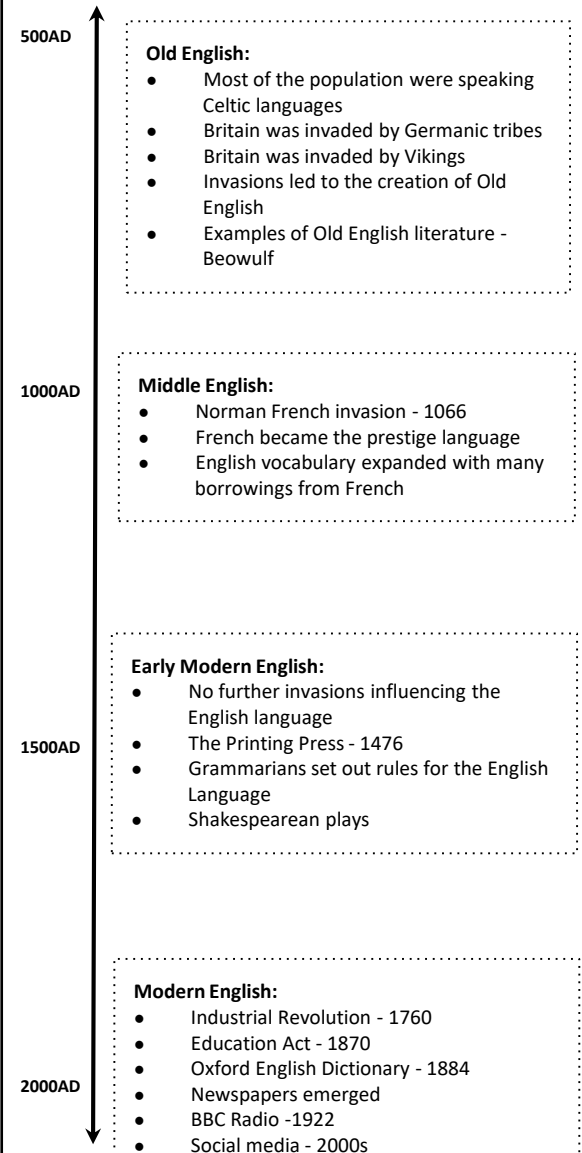 500AD
Old English:
● Most of the population were speaking
Celtic languages
● Britain was invaded by Germanic tribes
● Britain was invaded by Vikings
● Invasions led to the creation of Old
English
● Examples of Old English literature -
Beowulf
1000AD
Middle English:
● Norman French invasion - 1066
● French became the prestige language
● English vocabulary expanded with many
borrowings from French
Early Modern English:
● No further invasions influencing the
English language
1500AD
● The Printing Press - 1476
● Grammarians set out rules for the English
Language
● Shakespearean plays
Modern English:
● Industrial Revolution - 1760
● Education Act - 1870
● Oxford English Dictionary - 1884
2000AD
● Newspapers emerged
● BBC Radio -1922
● Social media - 2000s